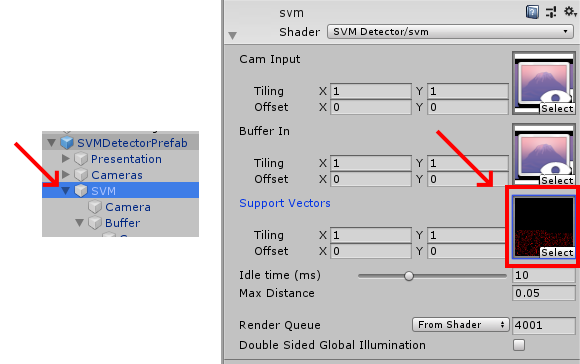 svm
Shader SVM Detector/svm
Cam Input
Tiling X 1 Y 1
Offset X 0 Y 0
Select
Buffer In
Tiling X 1 Y 1
Offset X 0 Y 0
Select
Support Vectors
Tiling X 1 Y 1
Offset X 0 Y 0
Select
Idle time (ms) 10
Max Distance 0.05
Render Queue From Shader 4001
Double Sided Global Illumination
SVMDetectorPrefab
Presentation
Cameras
SVM
Camera
Buffer